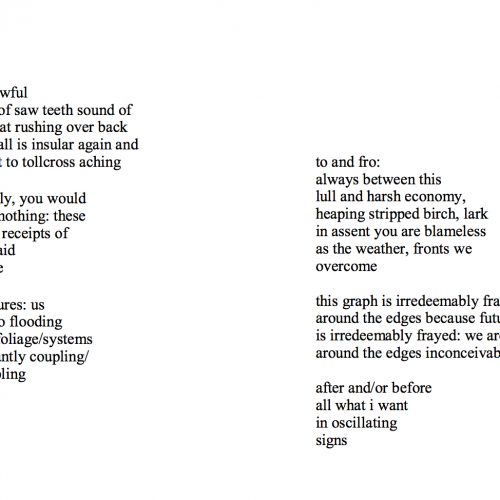 wful
of saw teeth sound of
at rushing over back
all is insular again and
t to tollcross aching
ly, you would
nothing: these
receipts of
aid
e
ures: us
o flooding
foliage/systems
antly coupling/
pling
to and fro:
always between this
lull and harsh economy,
heaping stripped birch, lark
in assent you are blameless
as the weather, fronts we
overcome
this graph is irredeemably fra
around the edges because futu
is irredeemably frayed: we are
around the edges inconceivab
after and/or before
all what i want
in oscillating
signs